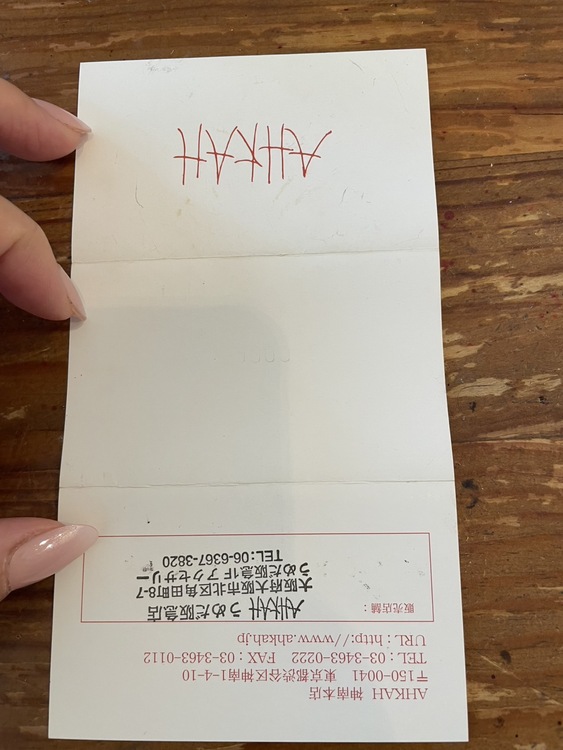 AHKAH 神南本店
〒150-0041 東京都渋谷区神南1-4-10
TEL:03-3463-0222 FAX:03-3463-0112
URL:http://www.ahkah.jp
販売店舗:
AHKAH うめだ阪急店
大阪府大阪市北区角田町8-7
うめだ阪急1F アクセサリー
TEL:06-6367-3820
AHKAH